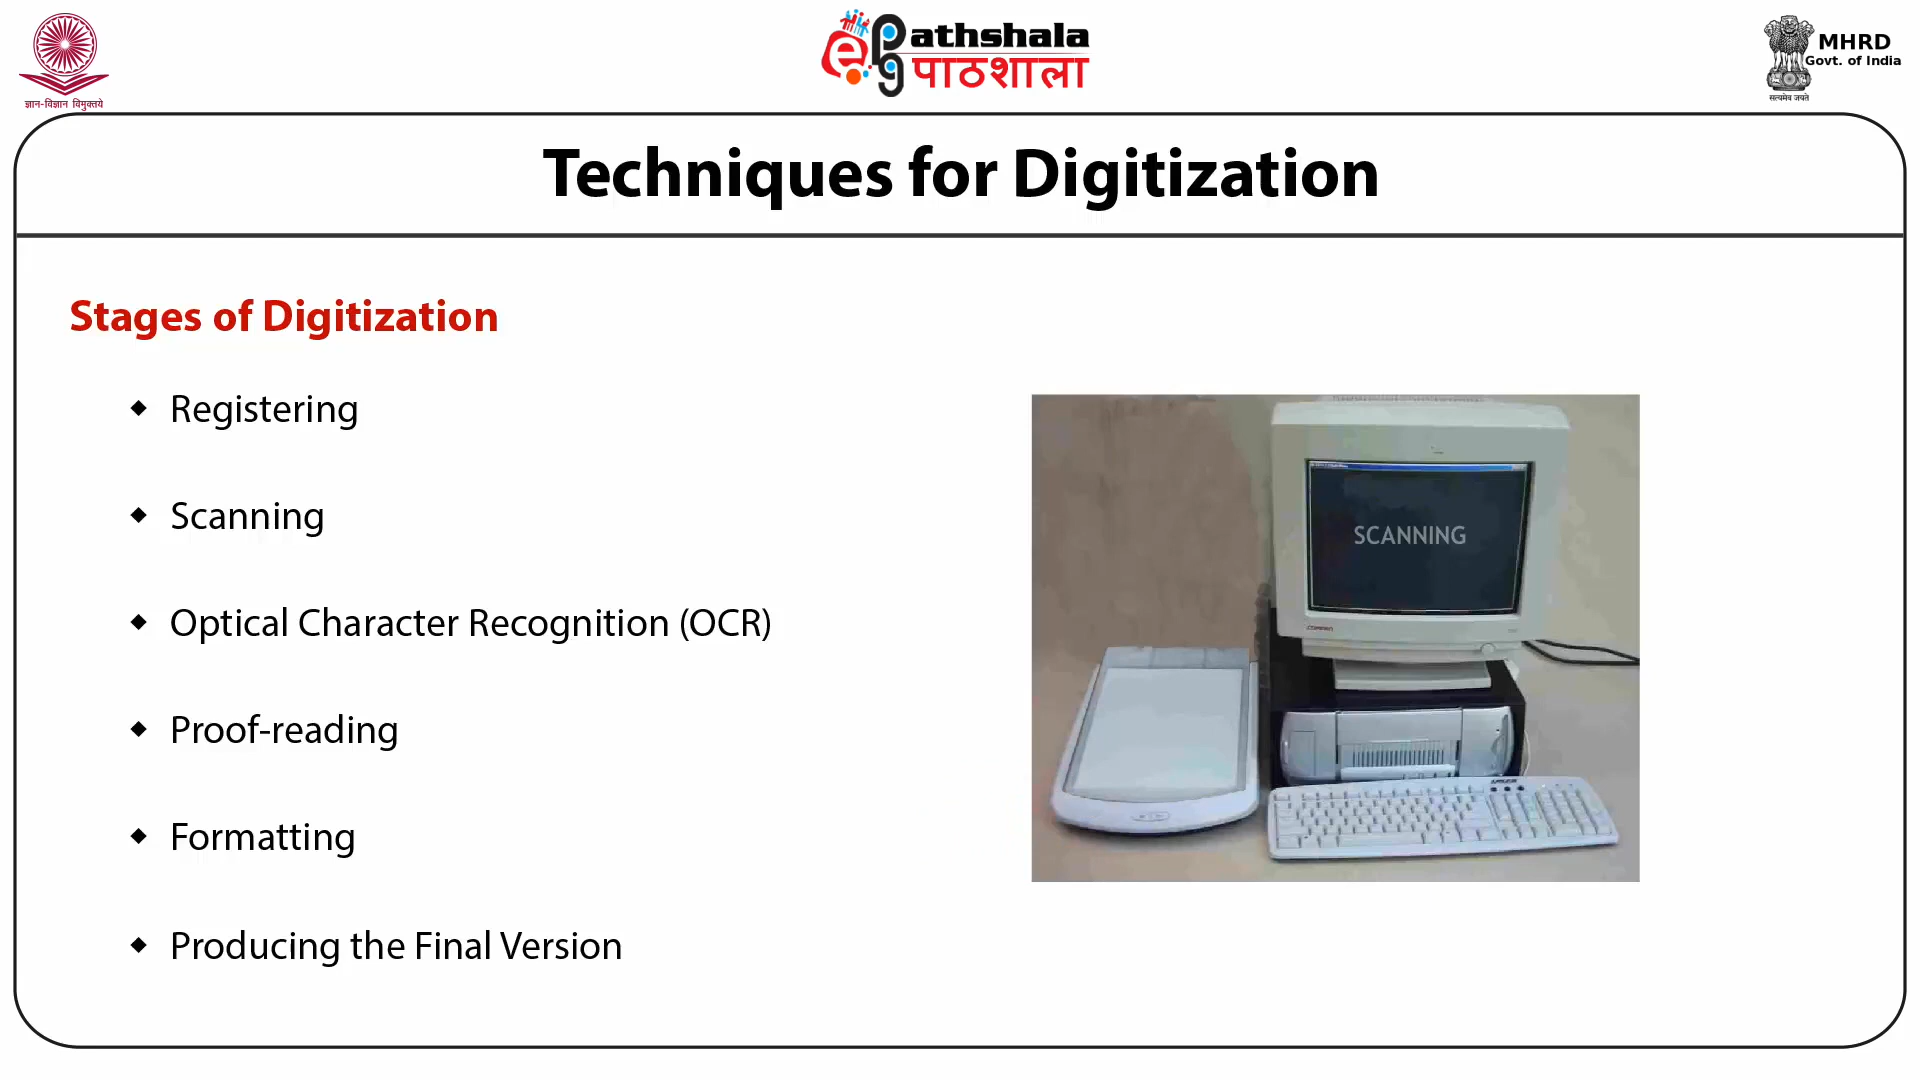 ज्ञान-विज्ञान विमुक्तये
ePathshala
पाठशाला
सत्यमेव जयते
MHRD
Govt. of India
Techniques for Digitization
Stages of Digitization
Registering
Scanning
Optical Character Recognition (OCR)
Proof-reading
Formatting
Producing the Final Version
SCANNING